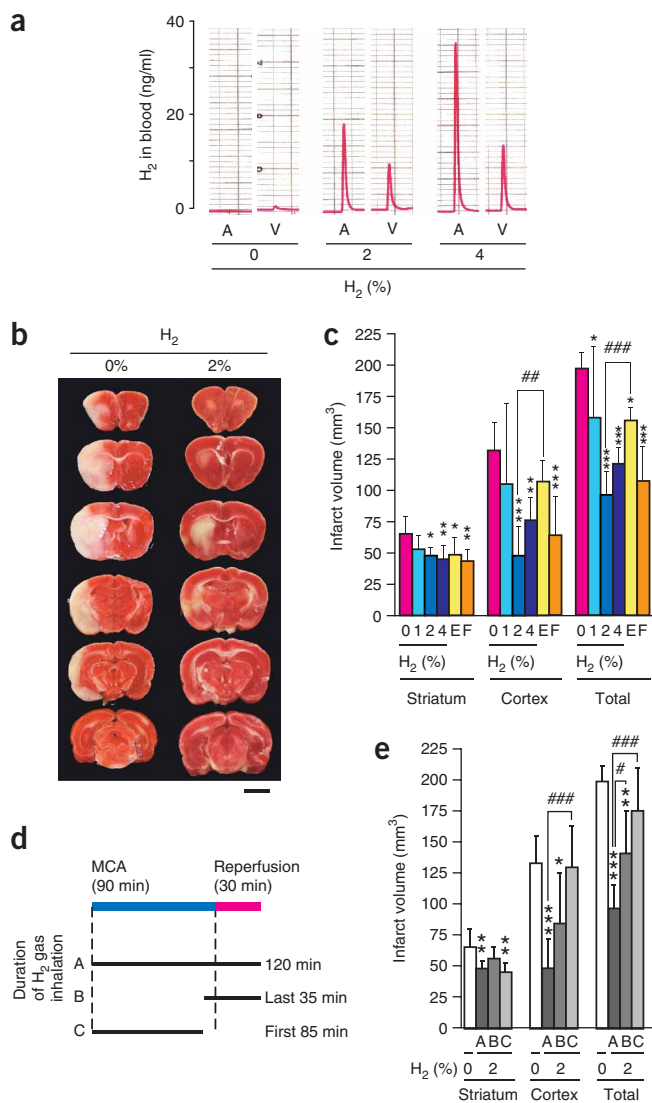 a
H2 in blood (ng/ml)
40
20
0
A V A V A V
0 2 4
H2 (%)
b
H2
0% 2%
c
Infarct volume (mm3)
225
200
175
150
125
100
75
50
25
0
* ** * **
## *** ** ***
* ### *** *** * ***
0 1 2 4 E F 0 1 2 4 E F 0 1 2 4 E F
H2 (%) H2 (%) H2 (%)
Striatum Cortex Total
d
MCA (90 min)
Reperfusion (30 min)
Duration of H2 gas inhalation
A 120 min
B Last 35 min
C First 85 min
e
Infarct volume (mm3)
225
200
175
150
125
100
75
50
25
0
** **
### *** *
### # *** **
A B C A B C A B C
H2 (%) 0 2 0 2 0 2
Striatum Cortex Total